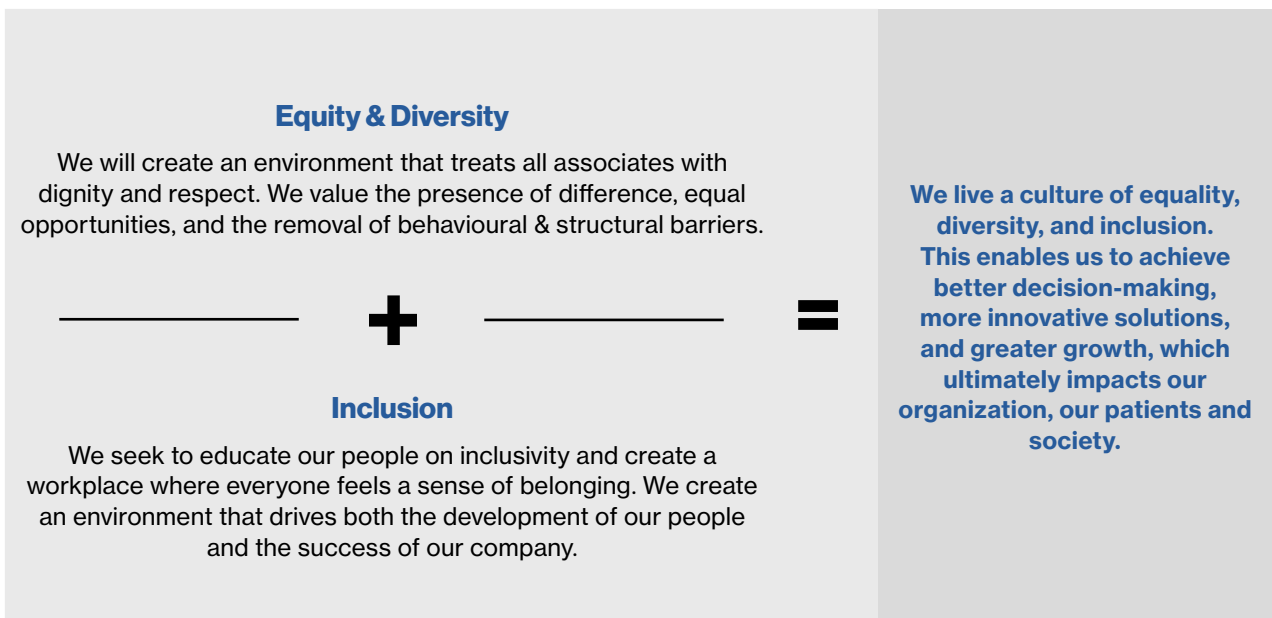 Equity & Diversity
We will create an environment that treats all associates with
dignity and respect. We value the presence of difference, equal
opportunities, and the removal of behavioural & structural barriers.
+
=
Inclusion
We seek to educate our people on inclusivity and create a
workplace where everyone feels a sense of belonging. We create
an environment that drives both the development of our people
and the success of our company.
We live a culture of equality,
diversity, and inclusion.
This enables us to achieve
better decision-making,
more innovative solutions,
and greater growth, which
ultimately impacts our
organization, our patients and
society.